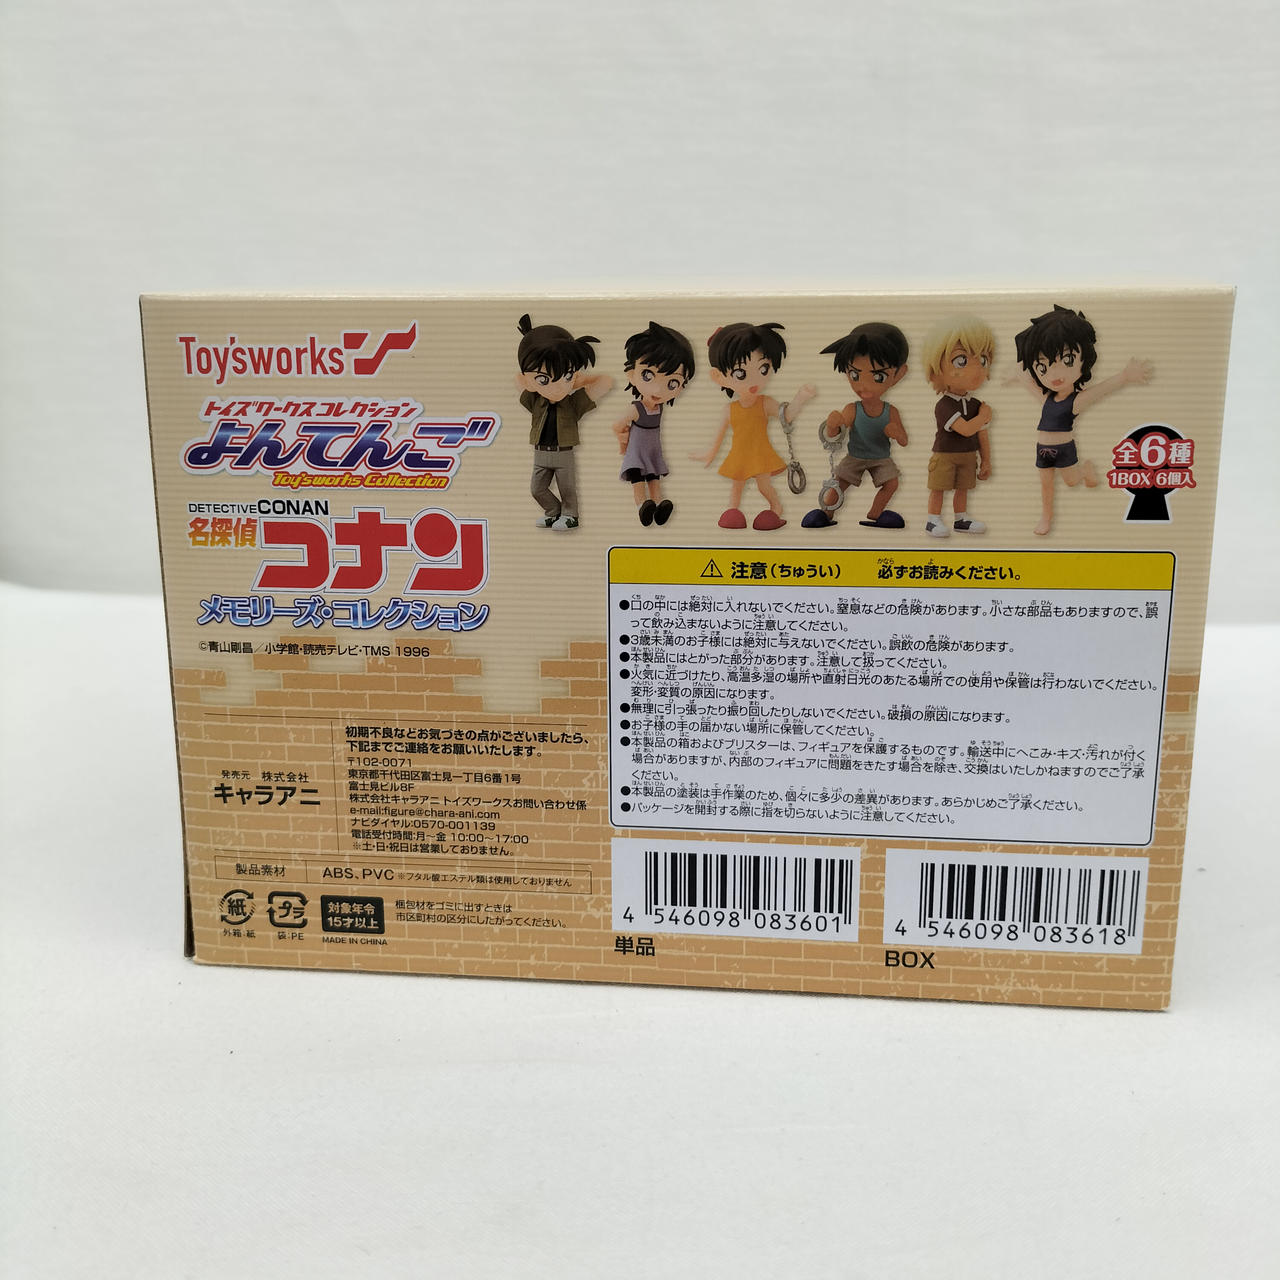 Toy'sworks
トイズワークスコレクション
よんてんご
Toy'sworks Collection
DETECTIVE CONAN
名探偵
コナン
メモリーズ・コレクション
©青山剛昌／小学館・読売テレビ・TMS 1996
全6種
1BOX 6個入
初期不良などお気づきの点がございましたら、
下記までご連絡をお願いいたします。
発売元 株式会社
キャラアニ
〒102-0071
東京都千代田区富士見一丁目6番1号
富士見ビル8F
株式会社キャラアニ トイズワークスお問い合わせ係
e-mail:figure@chara-ani.com
ナビダイヤル:0570-001139
電話受付時間:月～金 10:00～17:00
※土・日・祝日は営業しておりません。
製品素材 ABS、PVC ※フタル酸エステル類は使用しておりません
紙
外箱:紙
プラ
袋:PE
対象年令
15才以上
MADE IN CHINA
梱包材をゴミに出すときは
市区町村の区分にしたがってください。
注意（ちゅうい） 必ずお読みください。
●口の中には絶対に入れないでください。窒息などの危険があります。小さな部品もありますので、誤
って飲み込まないように注意してください。
●3歳未満のお子様には絶対に与えないでください。誤飲の危険があります。
●本製品にはとがった部分があります。注意して扱ってください。
●火気に近づけたり、高温多湿の場所や直射日光のあたる場所での使用や保管は行わないでください。
変形・変質の原因になります。
●無理に引っ張ったり振り回したりしないでください。破損の原因になります。
●お子様の手の届かない場所に保管してください。
●本製品の箱およびブリスターは、フィギュアを保護するものです。輸送中にへこみ・キズ・汚れが付く
場合がありますが、内部のフィギュアに問題をきたす場合を除き、交換はいたしかねますのでご了承
ください。
●本製品の塗装は手作業のため、個々に多少の差異があります。あらかじめご了承ください。
●パッケージを開封する際に指を切らないように注意してください。
4 546098 083601
単品
4 546098 083618
BOX